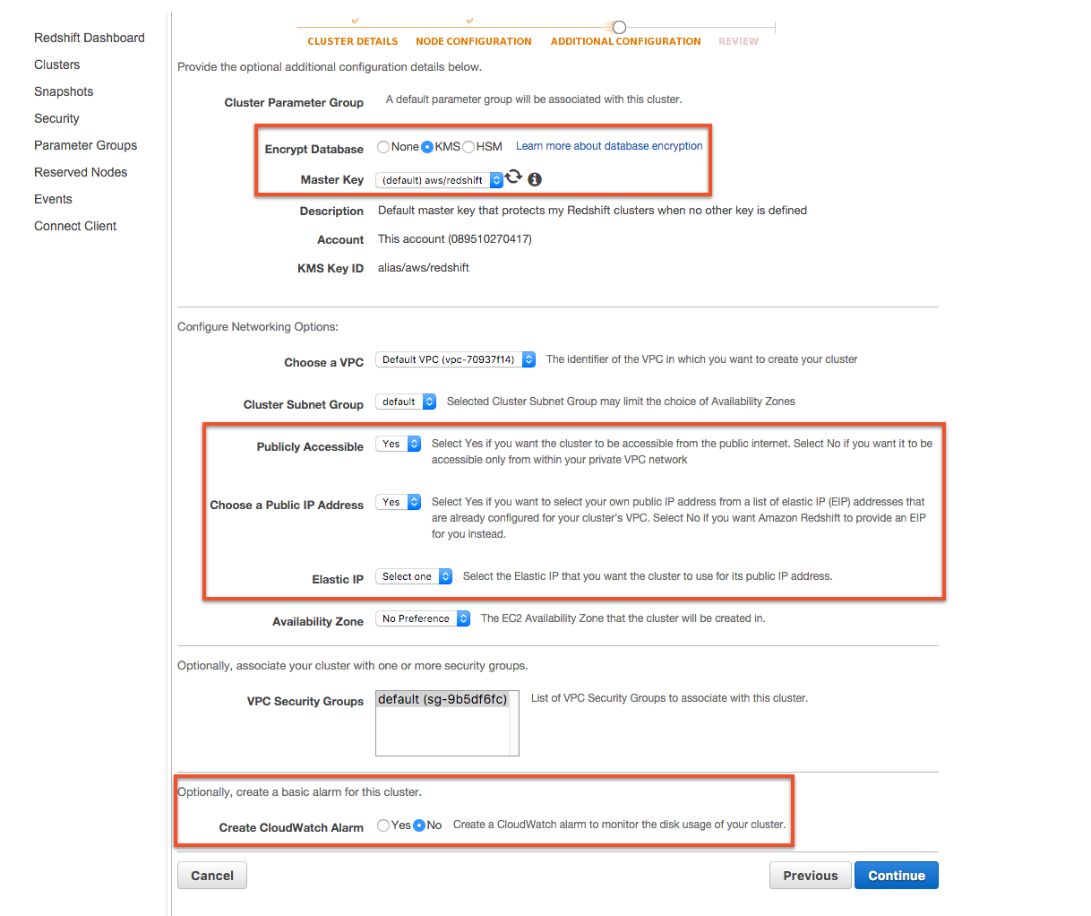 Redshift Dashboard
Clusters
Snapshots
Security
Parameter Groups
Reserved Nodes
Events
Connect Client
CLUSTER DETAILS NODE CONFIGURATION ADDITIONAL CONFIGURATION REVIEW
Provide the optional additional configuration details below.
Cluster Parameter Group A default parameter group will be associated with this cluster.
Encrypt Database None KMS HSM Learn more about database encryption
Master Key (default) aws/redshift
Description Default master key that protects my Redshift clusters when no other key is defined
Account This account (089510270417)
KMS Key ID alias/aws/redshift
Configure Networking Options:
Choose a VPC Default VPC (vpc-70937f14) The identifier of the VPC in which you want to create your cluster
Cluster Subnet Group default Selected Cluster Subnet Group may limit the choice of Availability Zones
Publicly Accessible Yes Select Yes if you want the cluster to be accessible from the public internet. Select No if you want it to be
accessible only from within your private VPC network
Choose a Public IP Address Yes Select Yes if you want to select your own public IP address from a list of elastic IP (EIP) addresses that
are already configured for your cluster's VPC. Select No if you want Amazon Redshift to provide an EIP
for you instead.
Elastic IP Select one Select the Elastic IP that you want the cluster to use for its public IP address.
Availability Zone No Preference The EC2 Availability Zone that the cluster will be created in.
Optionally, associate your cluster with one or more security groups.
VPC Security Groups default (sg-9b5df6fc) List of VPC Security Groups to associate with this cluster.
Optionally, create a basic alarm for this cluster.
Create CloudWatch Alarm Yes No Create a CloudWatch alarm to monitor the disk usage of your cluster.
Cancel Previous Continue